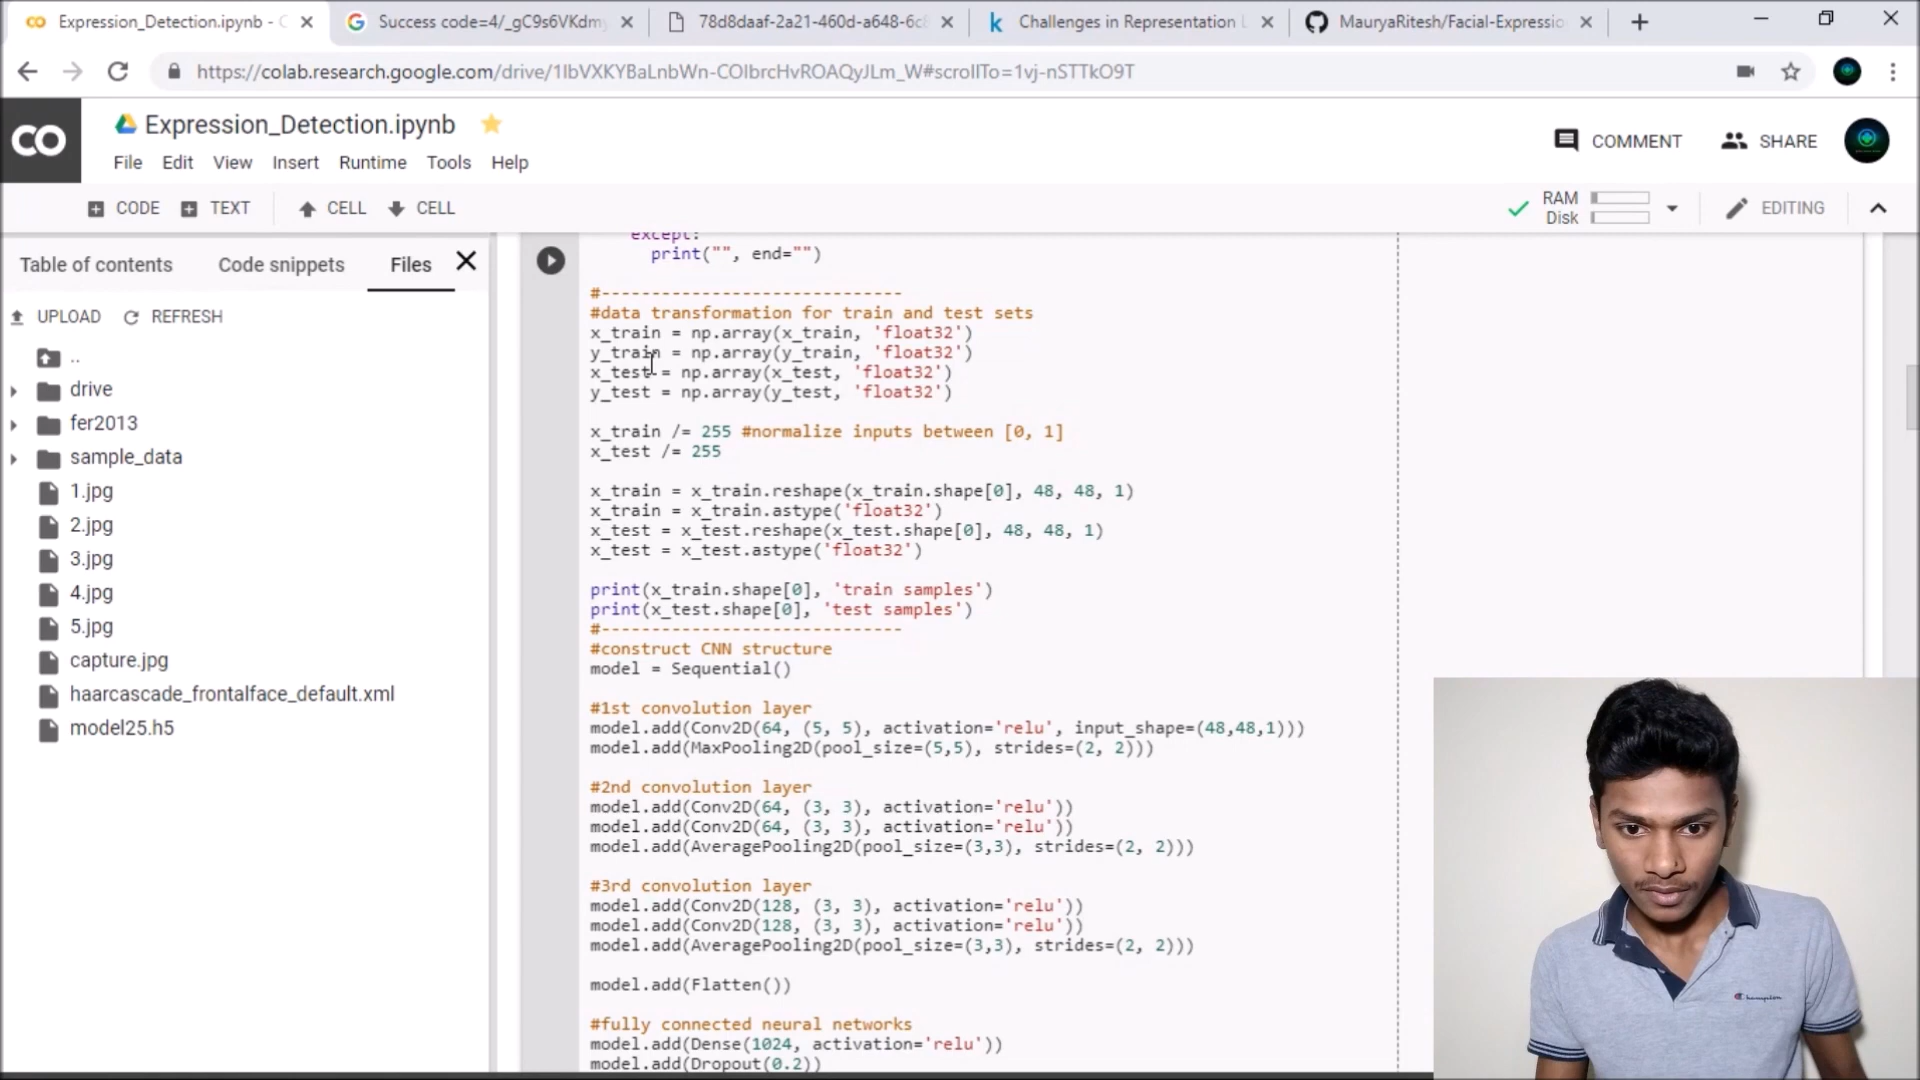 Expression_Detection.ipynb - C
Success code=4/_gC9s6VKdmy
78d8daaf-2a21-460d-a648-6c8
Challenges in Representation L
MauryaRitesh/Facial-Expressio
https://colab.research.google.com/drive/1IbVXKYBaLnbWn-COIbrcHvROAQyJLm_W#scrollTo=1vj-nSTTkO9T
CO
Expression_Detection.ipynb
COMMENT
SHARE
File Edit View Insert Runtime Tools Help
CODE TEXT CELL CELL
RAM
Disk
EDITING
Table of contents Code snippets Files
UPLOAD REFRESH
..
drive
fer2013
sample_data
1.jpg
2.jpg
3.jpg
4.jpg
5.jpg
capture.jpg
haarcascade_frontalface_default.xml
model25.h5
except:
print("", end="")
#------------------------------
#data transformation for train and test sets
x_train = np.array(x_train, 'float32')
y_train = np.array(y_train, 'float32')
x_test = np.array(x_test, 'float32')
y_test = np.array(y_test, 'float32')
x_train /= 255 #normalize inputs between [0, 1]
x_test /= 255
x_train = x_train.reshape(x_train.shape[0], 48, 48, 1)
x_train = x_train.astype('float32')
x_test = x_test.reshape(x_test.shape[0], 48, 48, 1)
x_test = x_test.astype('float32')
print(x_train.shape[0], 'train samples')
print(x_test.shape[0], 'test samples')
#------------------------------
#construct CNN structure
model = Sequential()
#1st convolution layer
model.add(Conv2D(64, (5, 5), activation='relu', input_shape=(48,48,1)))
model.add(MaxPooling2D(pool_size=(5,5), strides=(2, 2)))
#2nd convolution layer
model.add(Conv2D(64, (3, 3), activation='relu'))
model.add(Conv2D(64, (3, 3), activation='relu'))
model.add(AveragePooling2D(pool_size=(3,3), strides=(2, 2)))
#3rd convolution layer
model.add(Conv2D(128, (3, 3), activation='relu'))
model.add(Conv2D(128, (3, 3), activation='relu'))
model.add(AveragePooling2D(pool_size=(3,3), strides=(2, 2)))
model.add(Flatten())
#fully connected neural networks
model.add(Dense(1024, activation='relu'))
model.add(Dropout(0.2))
Champion